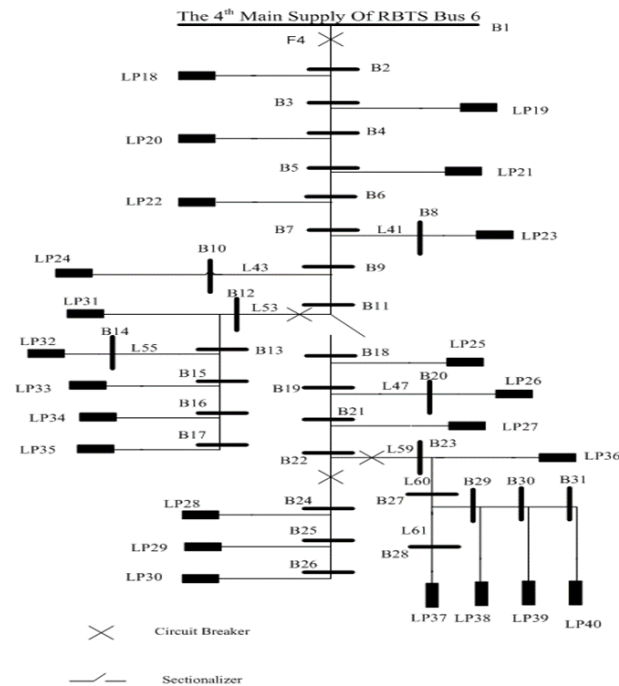 The 4th Main Supply Of RBTS Bus 6
B1
F4
B2
LP18
B3
LP19
B4
LP20
B5
LP21
B6
LP22
B7
B8
L41
LP23
B10
B9
LP24
L43
B12
B11
LP31
L53
B14
LP32
L55
B13
B18
LP25
B15
LP33
B19
B20
L47
LP26
B16
LP34
B21
LP27
B17
LP35
B22
B23
L59
LP36
L60
B27
B29
B30
B31
B24
LP28
L61
B28
B25
LP29
B26
LP30
LP37
LP38
LP39
LP40
Circuit Breaker
Sectionalizer